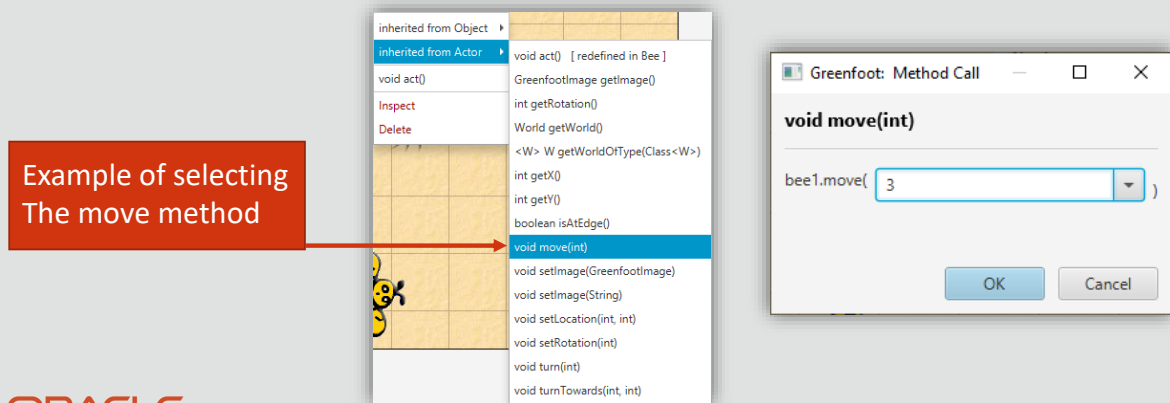 inherited from Object
inherited from Actor
void act()
Inspect
Delete
void act() [ redefined in Bee ]
GreenfootImage getImage()
int getRotation()
World getWorld()
<W> W getWorldOfType(Class<W>)
int getX()
int getY()
boolean isAtEdge()
void move(int)
void setImage(GreenfootImage)
void setImage(String)
void setLocation(int, int)
void setRotation(int)
void turn(int)
void turnTowards(int, int)
Example of selecting
The move method
Greenfoot: Method Call
void move(int)
bee1.move( 3 )
OK Cancel
ORACLE